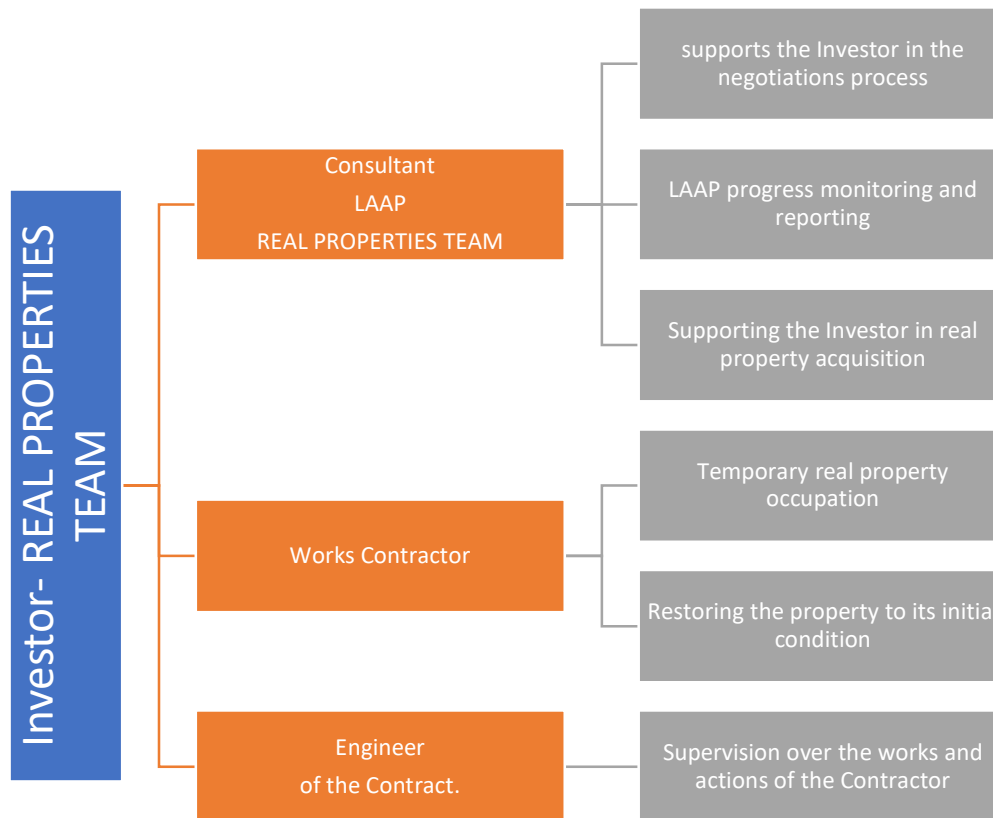 Investor- REAL PROPERTIES
TEAM
Consultant
LAAP
REAL PROPERTIES TEAM
supports the Investor in the
negotiations process
LAAP progress monitoring and
reporting
Supporting the Investor in real
property acquisition
Works Contractor
Temporary real property
occupation
Restoring the property to its initial
condition
Engineer
of the Contract.
Supervision over the works and
actions of the Contractor